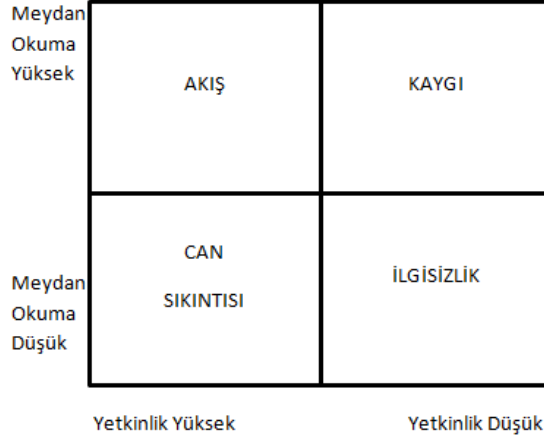 Meydan
Okuma
Yüksek
AKIŞ
KAYGI
CAN
SIKINTISI
İLGİSİZLİK
Meydan
Okuma
Düşük
Yetkinlik Yüksek
Yetkinlik Düşük